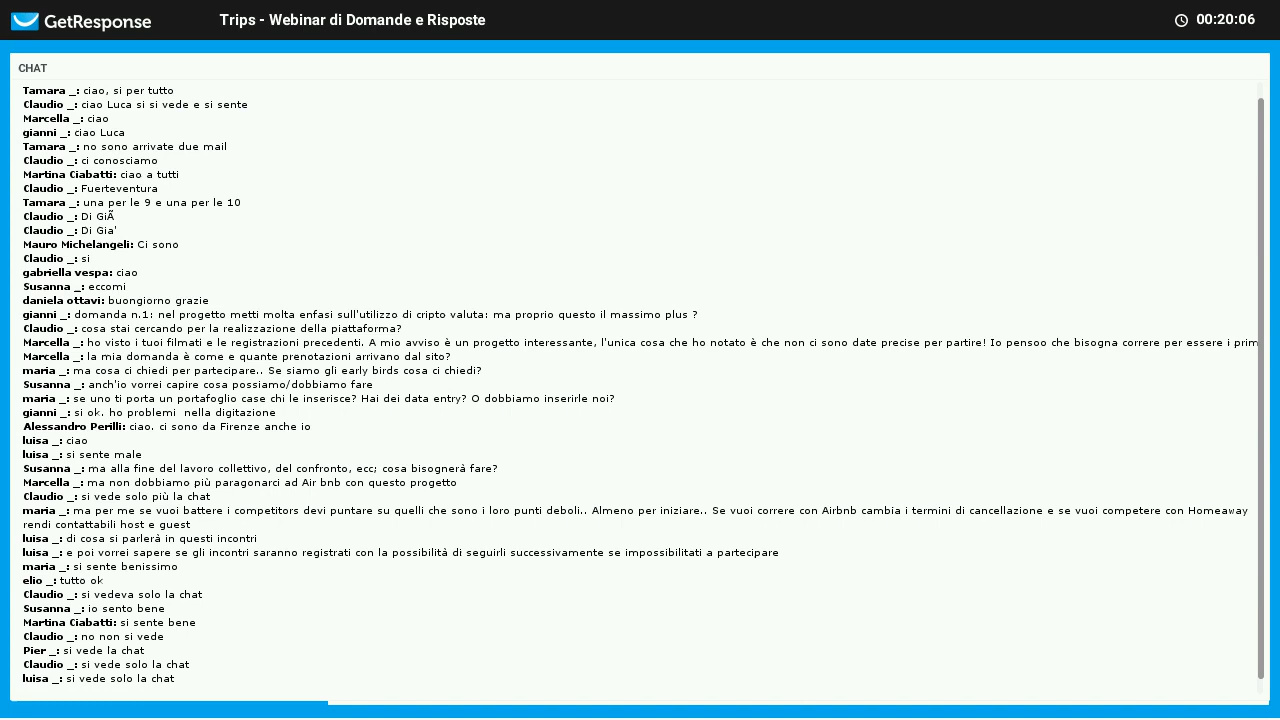 GetResponse
Trips - Webinar di Domande e Risposte
00:20:06
CHAT
Tamara _: ciao, si per tutto
Claudio _: ciao Luca si si vede e si sente
Marcella _: ciao
gianni _: ciao Luca
Tamara _: no sono arrivate due mail
Claudio _: ci conosciamo
Martina Ciabatti: ciao a tutti
Claudio _: Fuerteventura
Tamara _: una per le 9 e una per le 10
Claudio _: Di GiÃ
Claudio _: Di Gia'
Mauro Michelangeli: Ci sono
Claudio _: si
gabriella vespa: ciao
Susanna _: eccomi
daniela ottavi: buongiorno grazie
gianni _: domanda n.1: nel progetto metti molta enfasi sull'utilizzo di cripto valuta: ma proprio questo il massimo plus ?
Claudio _: cosa stai cercando per la realizzazione della piattaforma?
Marcella _: ho visto i tuoi filmati e le registrazioni precedenti. A mio avviso è un progetto interessante, l'unica cosa che ho notato è che non ci sono date precise per partire! Io pensoo che bisogna correre per essere i prim
Marcella _: la mia domanda è come e quante prenotazioni arrivano dal sito?
maria _: ma cosa ci chiedi per partecipare.. Se siamo gli early birds cosa ci chiedi?
Susanna _: anch'io vorrei capire cosa possiamo/dobbiamo fare
maria _: se uno ti porta un portafoglio case chi le inserisce? Hai dei data entry? O dobbiamo inserirle noi?
gianni _: si ok. ho problemi  nella digitazione
Alessandro Perilli: ciao. ci sono da Firenze anche io
luisa _: ciao
luisa _: si sente male
Susanna _: ma alla fine del lavoro collettivo, del confronto, ecc; cosa bisognerà fare?
Marcella _: ma non dobbiamo più paragonarci ad Air bnb con questo progetto
Claudio _: si vede solo più la chat
maria _: ma per me se vuoi battere i competitors devi puntare su quelli che sono i loro punti deboli.. Almeno per iniziare.. Se vuoi correre con Airbnb cambia i termini di cancellazione e se vuoi competere con Homeaway
rendi contattabili host e guest
luisa _: di cosa si parlerà in questi incontri
luisa _: e poi vorrei sapere se gli incontri saranno registrati con la possibilità di seguirli successivamente se impossibilitati a partecipare
maria _: si sente benissimo
elio _: tutto ok
Claudio _: si vedeva solo la chat
Susanna _: io sento bene
Martina Ciabatti: si sente bene
Claudio _: no non si vede
Pier _: si vede la chat
Claudio _: si vede solo la chat
luisa _: si vede solo la chat